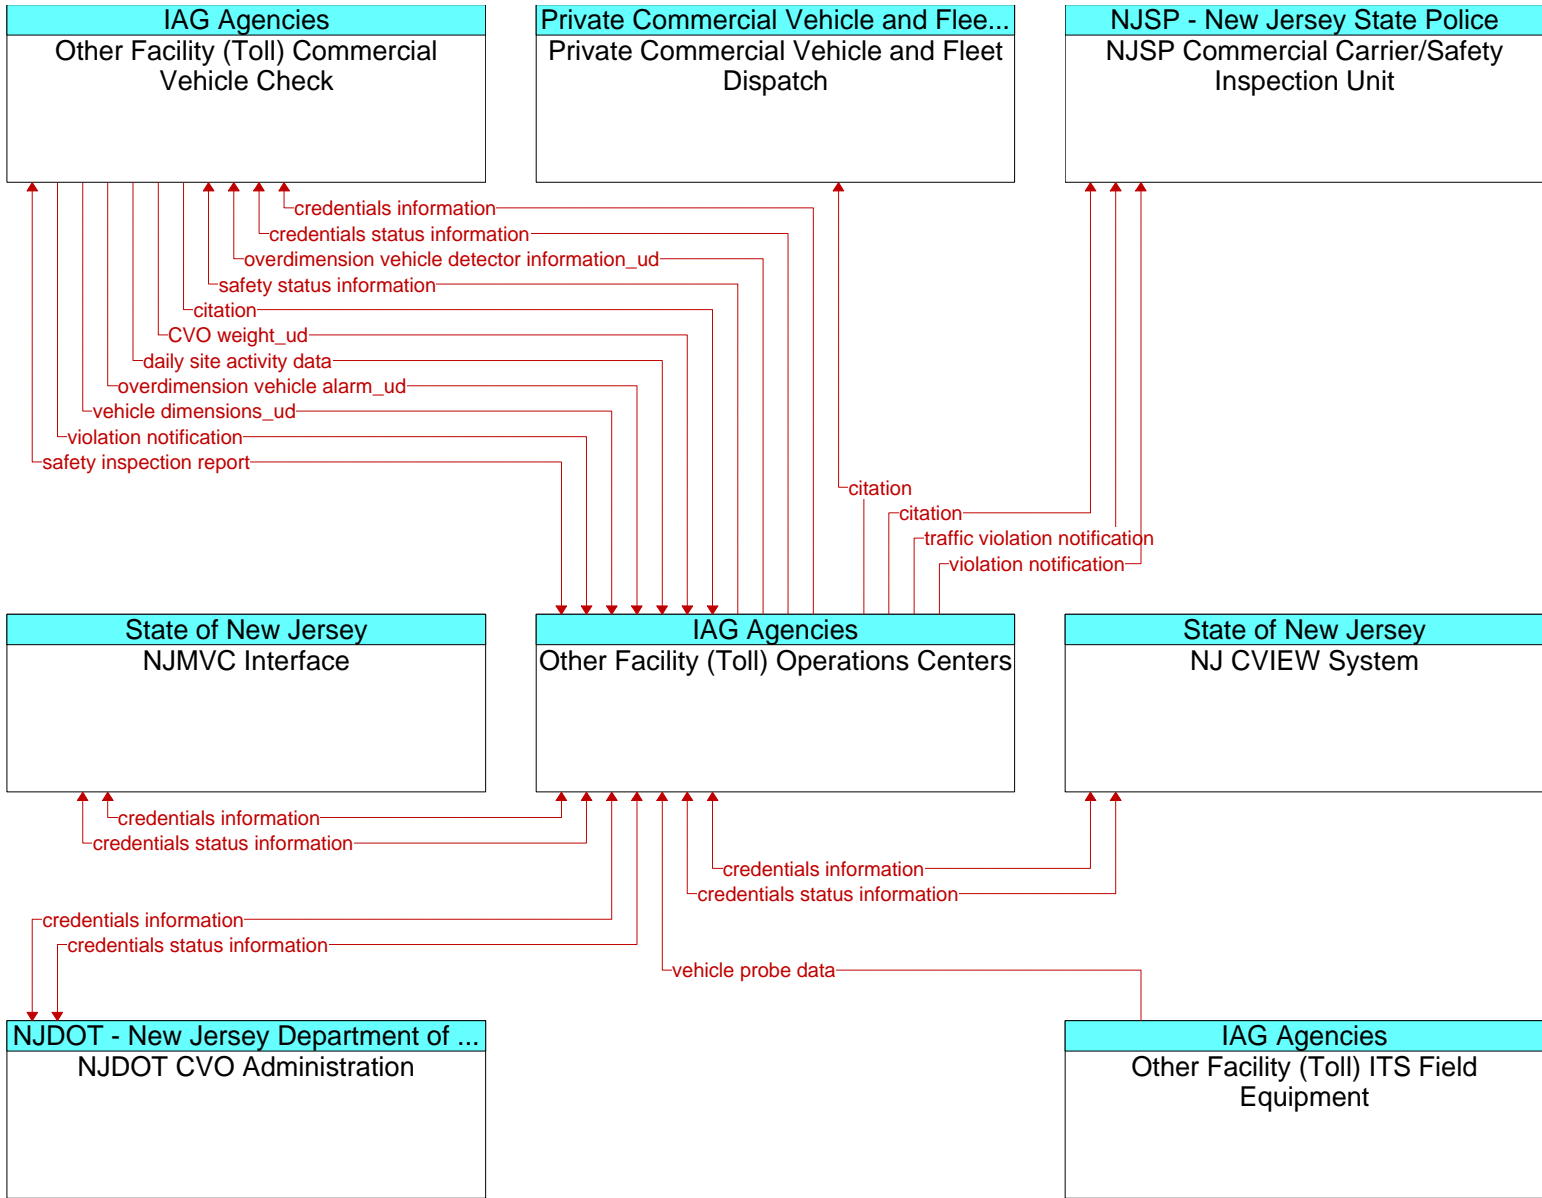 IAG Agencies
Other Facility (Toll) Commercial
Vehicle Check
Private Commercial Vehicle and Flee...
Private Commercial Vehicle and Fleet
Dispatch
NJSP - New Jersey State Police
NJSP Commercial Carrier/Safety
Inspection Unit
credentials information
credentials status information
overdimension vehicle detector information_ud
safety status information
citation
CVO weight_ud
daily site activity data
overdimension vehicle alarm_ud
vehicle dimensions_ud
violation notification
safety inspection report
citation
citation
traffic violation notification
violation notification
State of New Jersey
NJMVC Interface
IAG Agencies
Other Facility (Toll) Operations Centers
State of New Jersey
NJ CVIEW System
credentials information
credentials status information
credentials information
credentials status information
credentials information
credentials status information
vehicle probe data
NJDOT - New Jersey Department of ...
NJDOT CVO Administration
IAG Agencies
Other Facility (Toll) ITS Field
Equipment